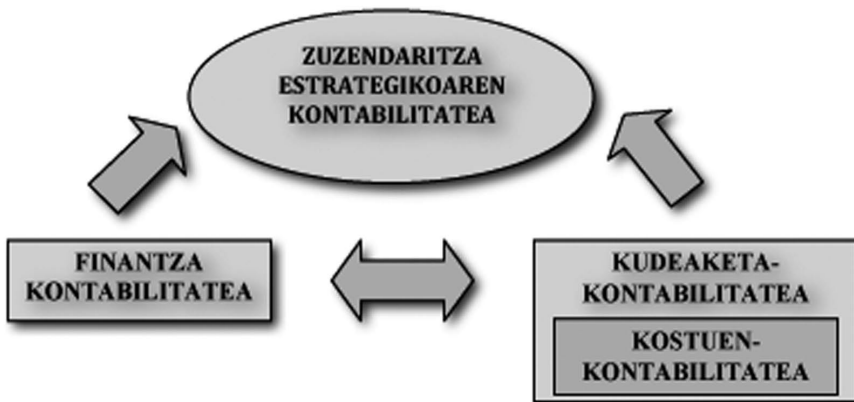 ZUZENDARITZA
ESTRATEGIKOAREN
KONTABILITATEA
FINANTZA
KONTABILITATEA
KUDEAKETA-
KONTABILITATEA
KOSTUEN-
KONTABILITATEA